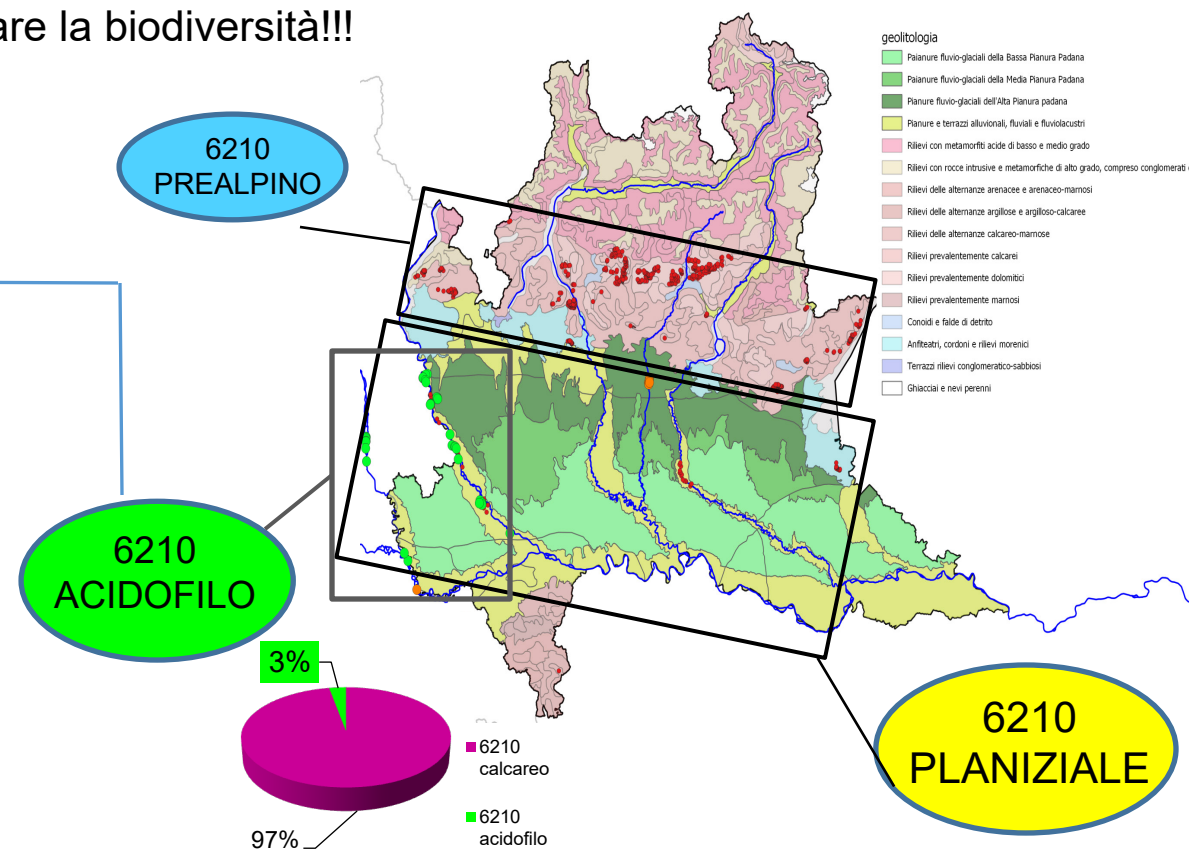 are la biodiversità!!!
geolitologia
Paianure fluvio-glaciali della Bassa Pianura Padana
Paianure fluvio-glaciali della Media Pianura Padana
Pianure fluvio-glaciali dell'Alta Pianura padana
Pianure e terrazzi alluvionali, fluviali e fluviolacustri
Rilievi con metamorfiti acide di basso e medio grado
Rilievi con rocce intrusive e metamorfiche di alto grado, compreso conglomerati
Rilievi delle alternanze arenacee e arenaceo-marnosi
Rilievi delle alternanze argillose e argilloso-calcaree
Rilievi delle alternanze calcareo-marnose
Rilievi prevalentemente calcarei
Rilievi prevalentemente dolomitici
Rilievi prevalentemente marnosi
Conoidi e falde di detrito
Anfiteatri, cordoni e rilievi morenici
Terrazzi rilievi conglomeratico-sabbiosi
Ghiacciai e nevi perenni
6210
PREALPINO
6210
ACIDOFILO
3%
6210
calcareo
6210
acidofilo
97%
6210
PLANIZIALE